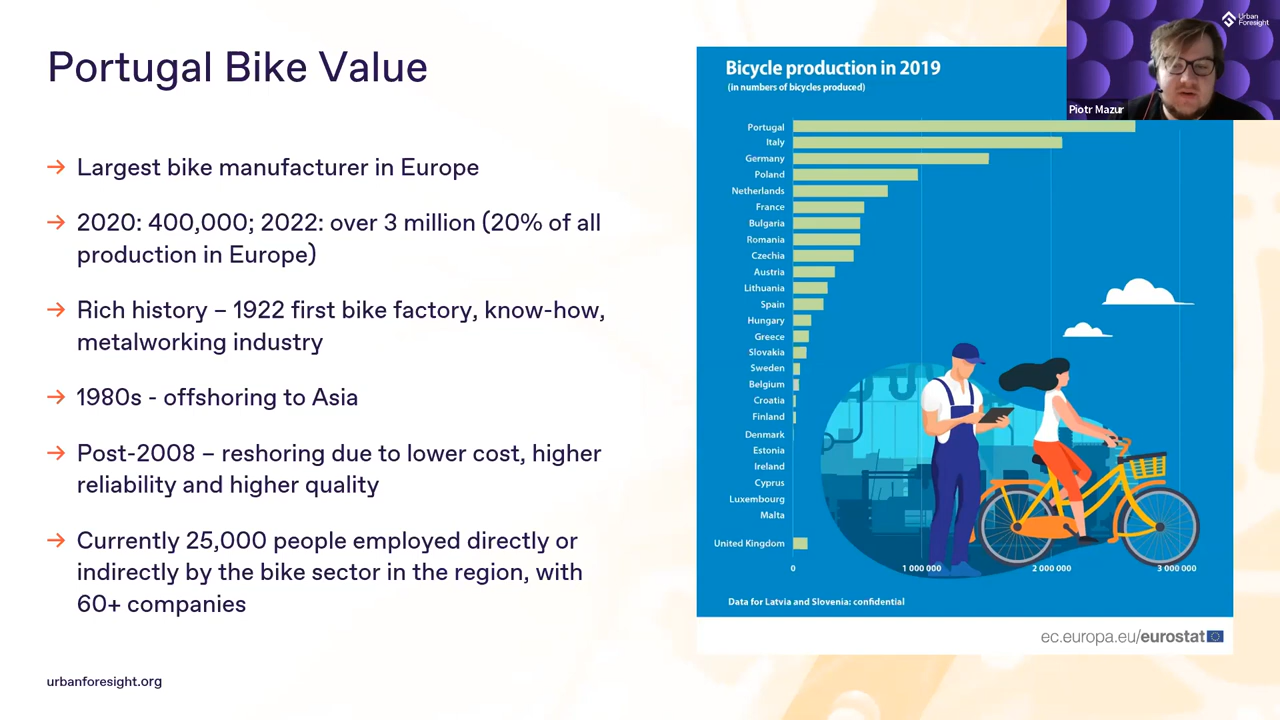 Portugal Bike Value
→ Largest bike manufacturer in Europe
→ 2020: 400,000; 2022: over 3 million (20% of all
production in Europe)
→ Rich history – 1922 first bike factory, know-how,
metalworking industry
→ 1980s - offshoring to Asia
→ Post-2008 – reshoring due to lower cost, higher
reliability and higher quality
→ Currently 25,000 people employed directly or
indirectly by the bike sector in the region, with
60+ companies
urbanforesight.org
Bicycle production in 2019
(in numbers of bicycles produced)
Portugal
Italy
Germany
Poland
Netherlands
France
Bulgaria
Romania
Czechia
Austria
Lithuania
Spain
Hungary
Greece
Slovakia
Sweden
Belgium
Croatia
Finland
Denmark
Estonia
Ireland
Cyprus
Luxembourg
Malta
United Kingdom
0 1 000 000 2 000 000 3 000 000
Data for Latvia and Slovenia: confidential
ec.europa.eu/eurostat
Urban
Foresight
Piotr Mazur